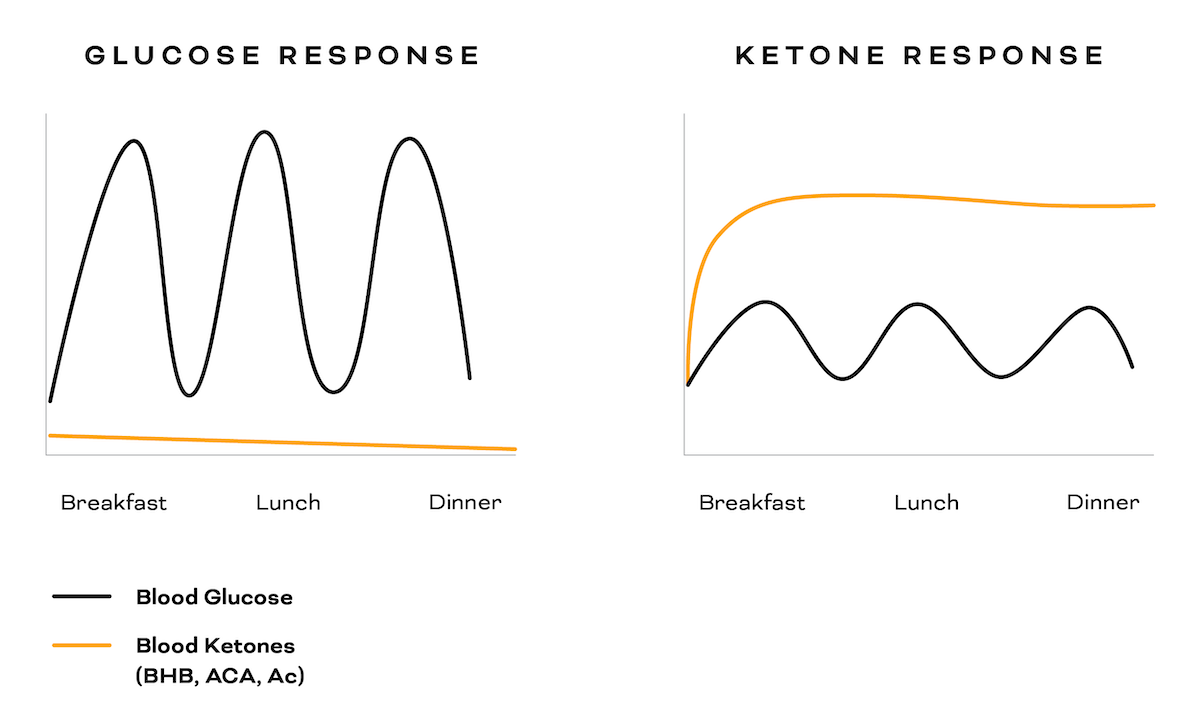 GLUCOSE RESPONSE
KETONE RESPONSE
Breakfast
Lunch
Dinner
Breakfast
Lunch
Dinner
Blood Glucose
Blood Ketones
(BHB, ACA, Ac)